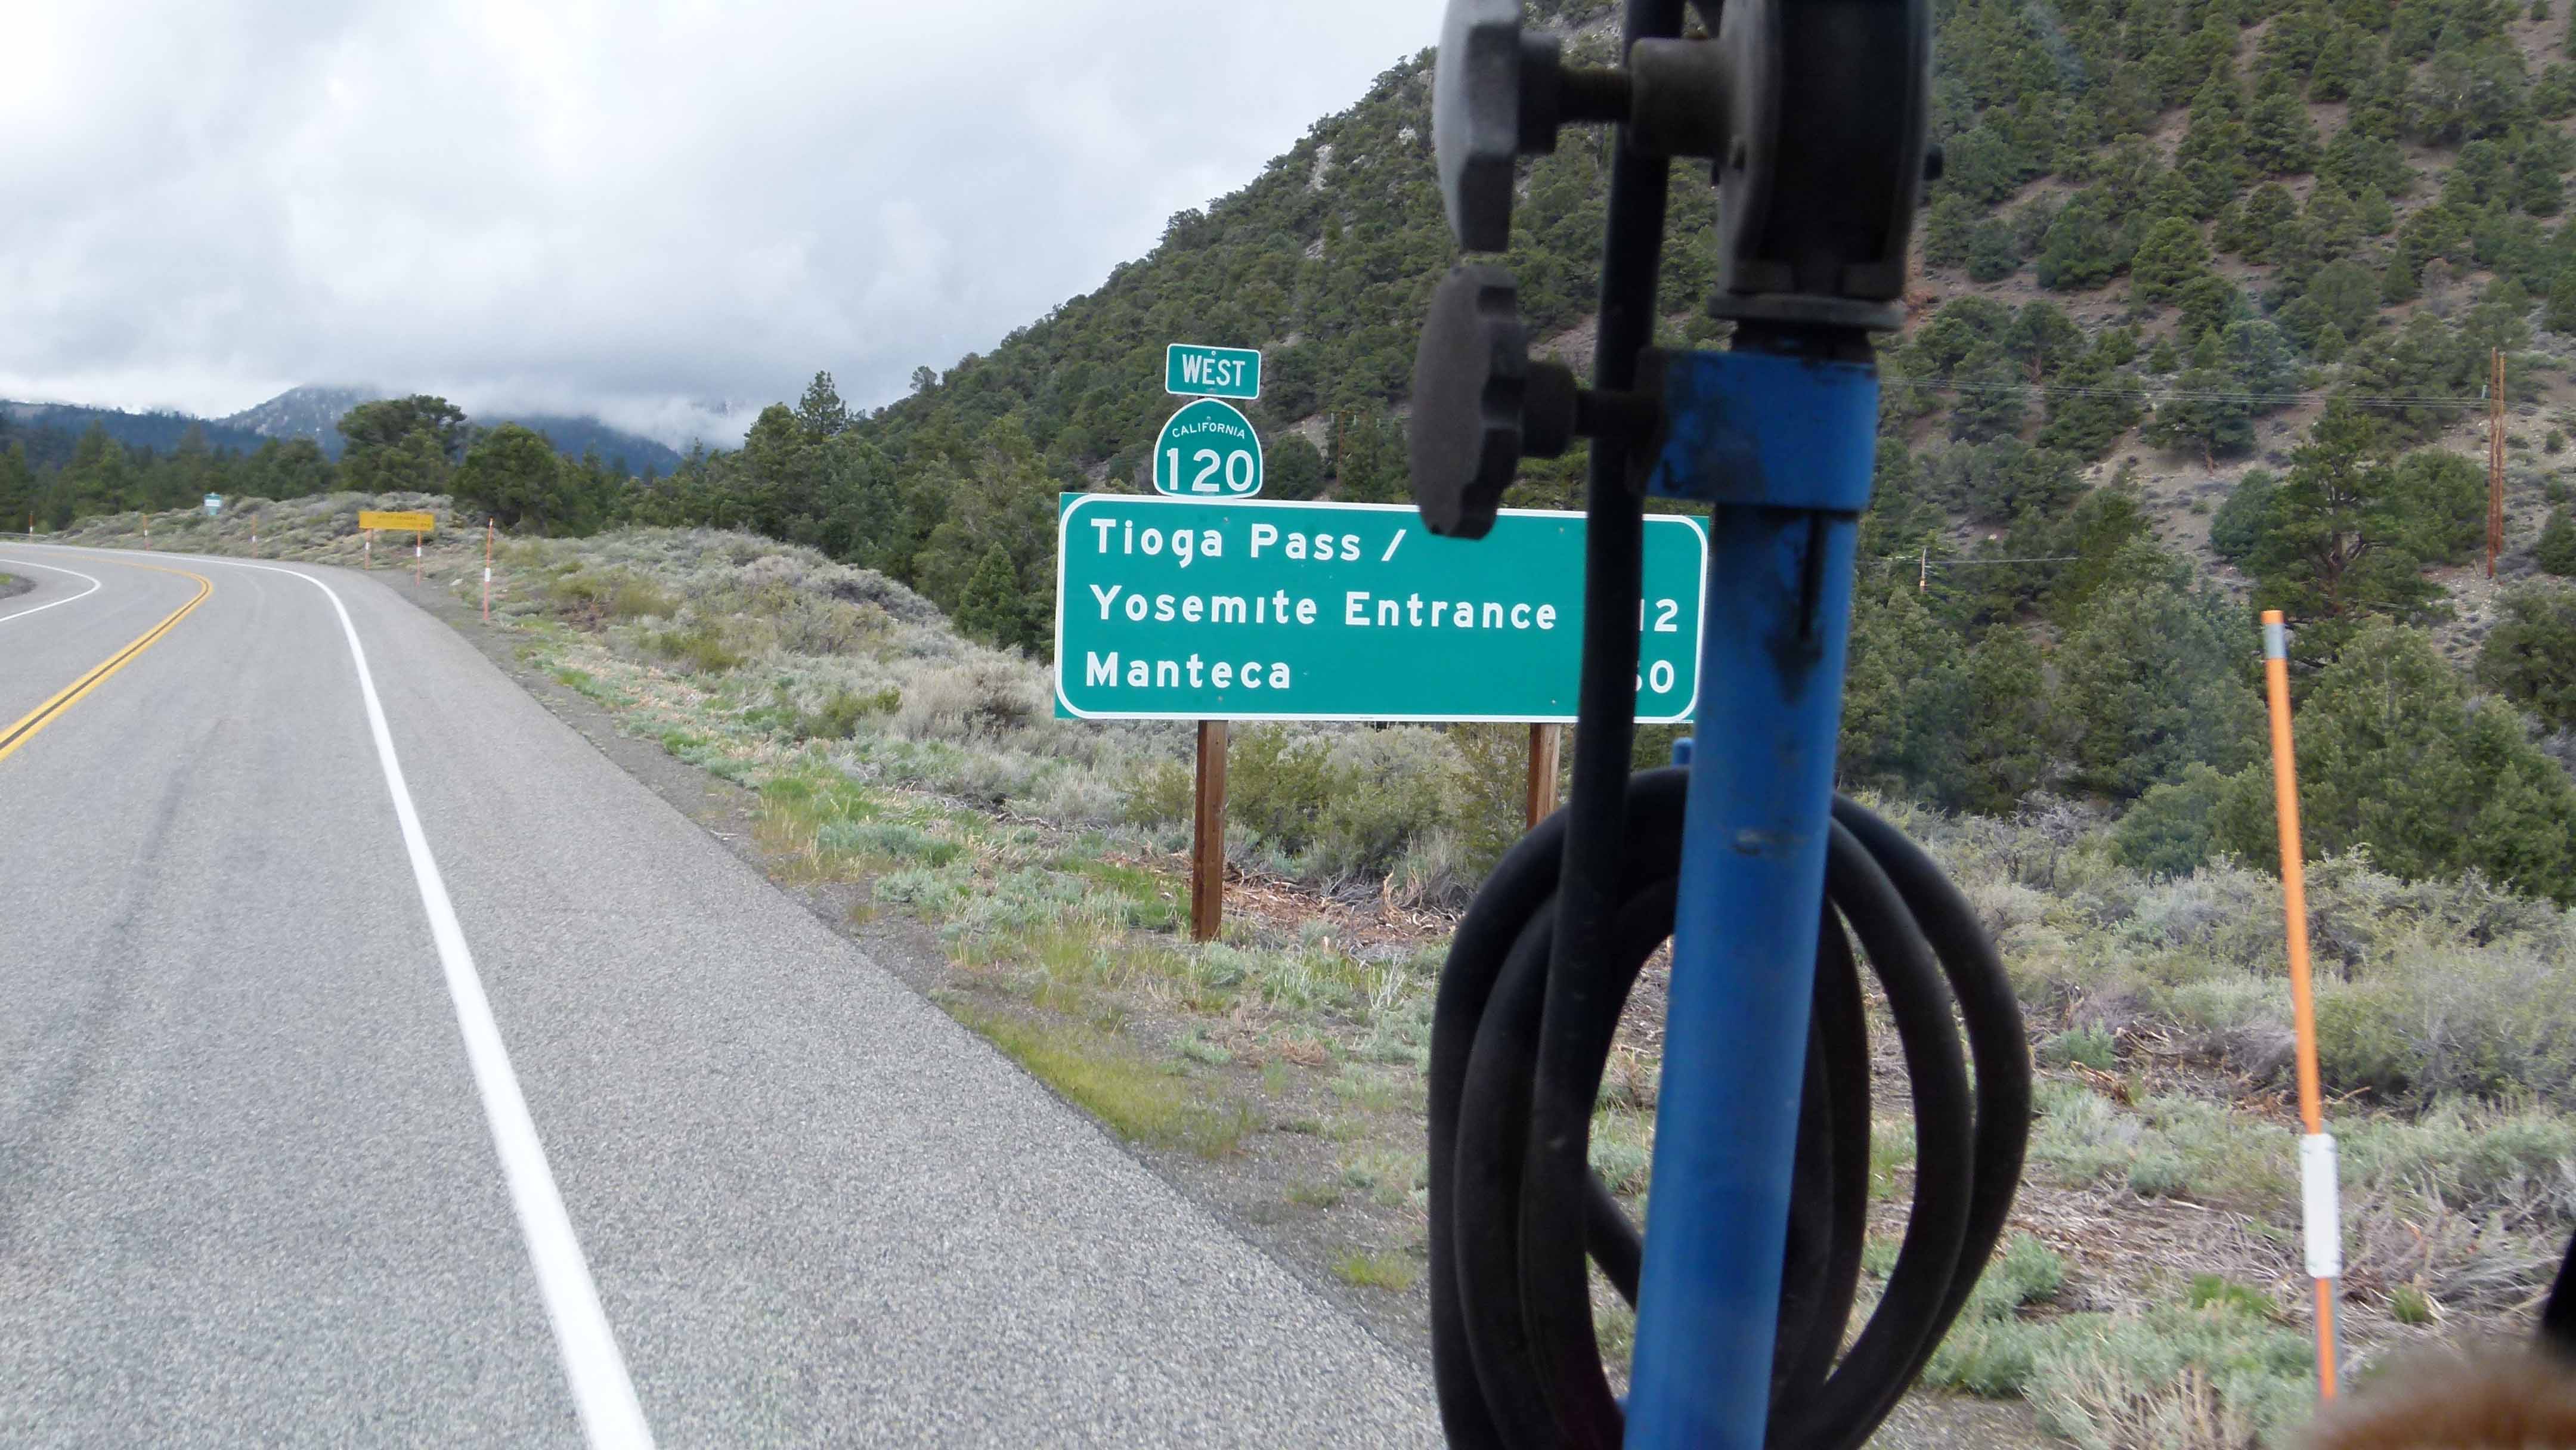 WEST
CALIFORNIA
120
Tioga Pass /
Yosemite Entrance 12
Manteca